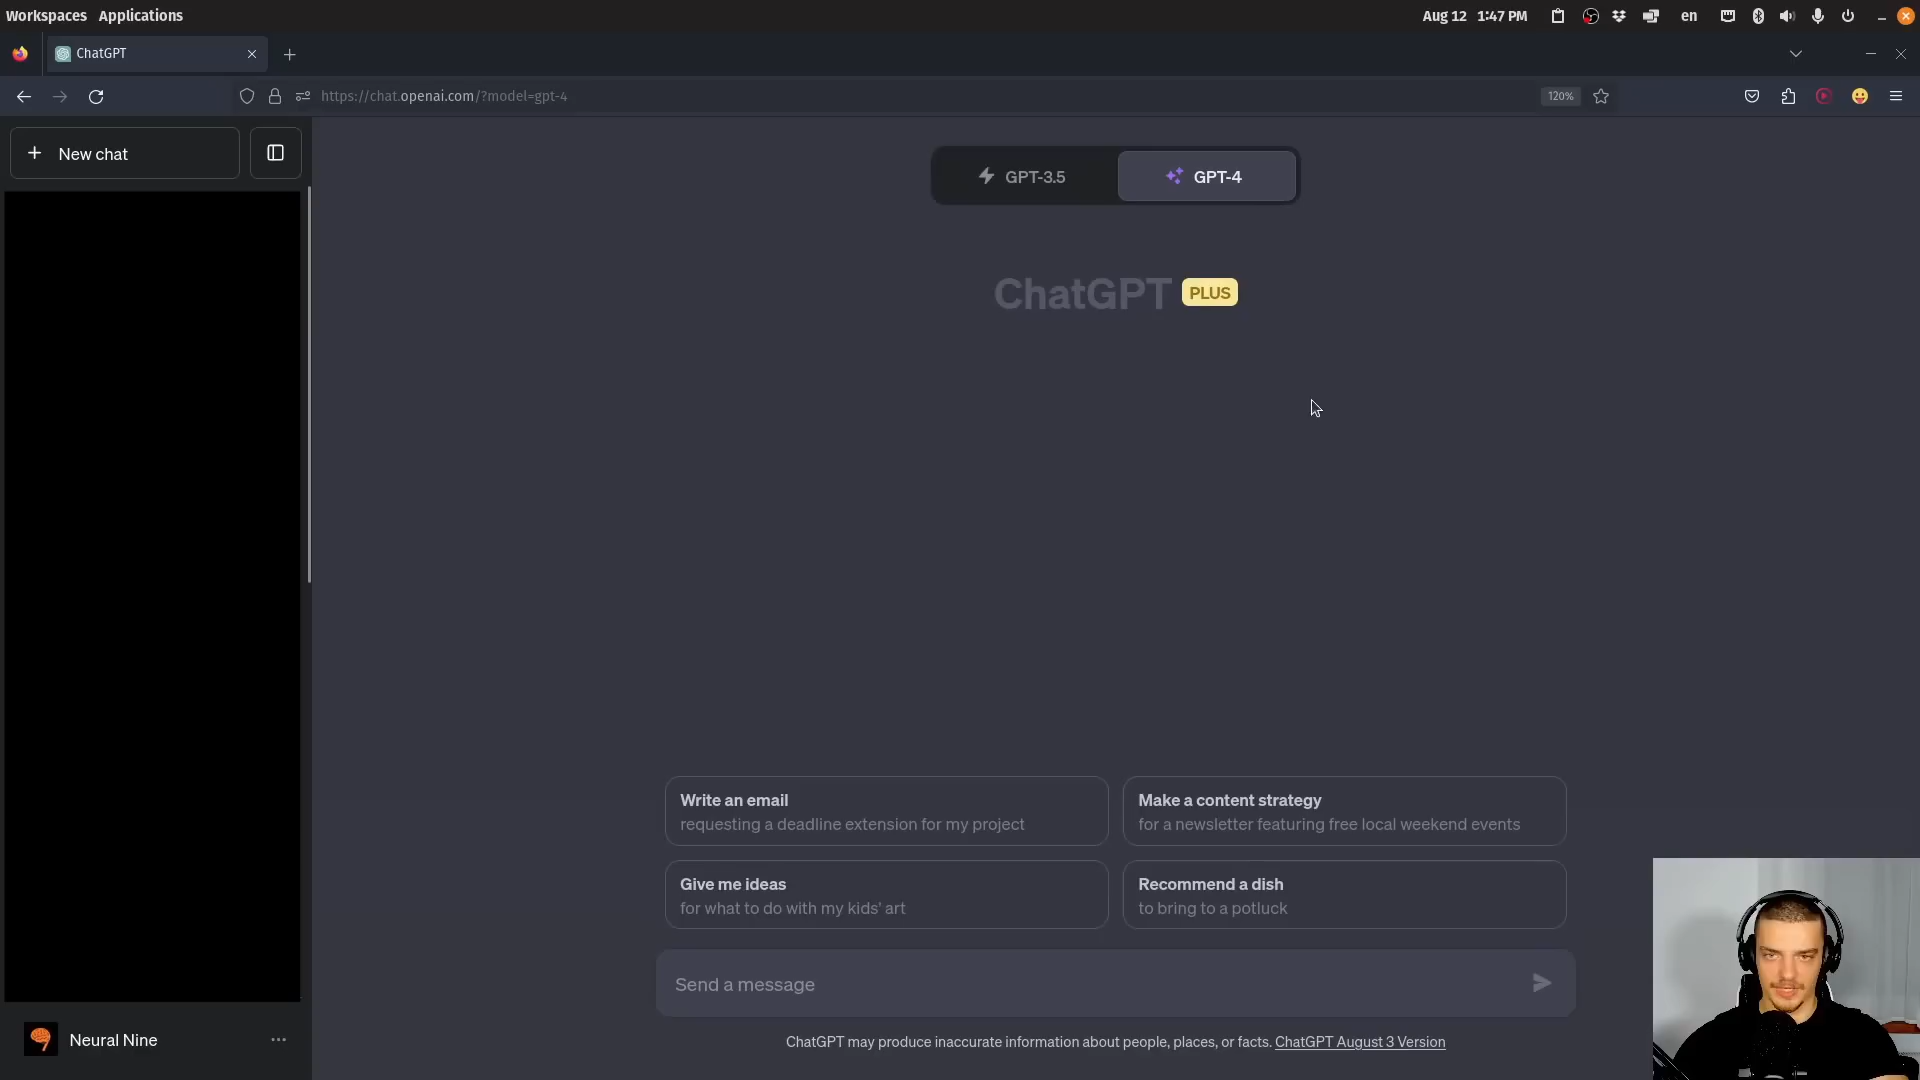 Workspaces Applications
Aug 12 1:47 PM
en
ChatGPT
https://chat.openai.com/?model=gpt-4
120%
New chat
GPT-3.5
GPT-4
ChatGPT PLUS
Write an email
requesting a deadline extension for my project
Make a content strategy
for a newsletter featuring free local weekend events
Give me ideas
for what to do with my kids' art
Recommend a dish
to bring to a potluck
Send a message
Neural Nine
ChatGPT may produce inaccurate information about people, places, or facts. ChatGPT August 3 Version